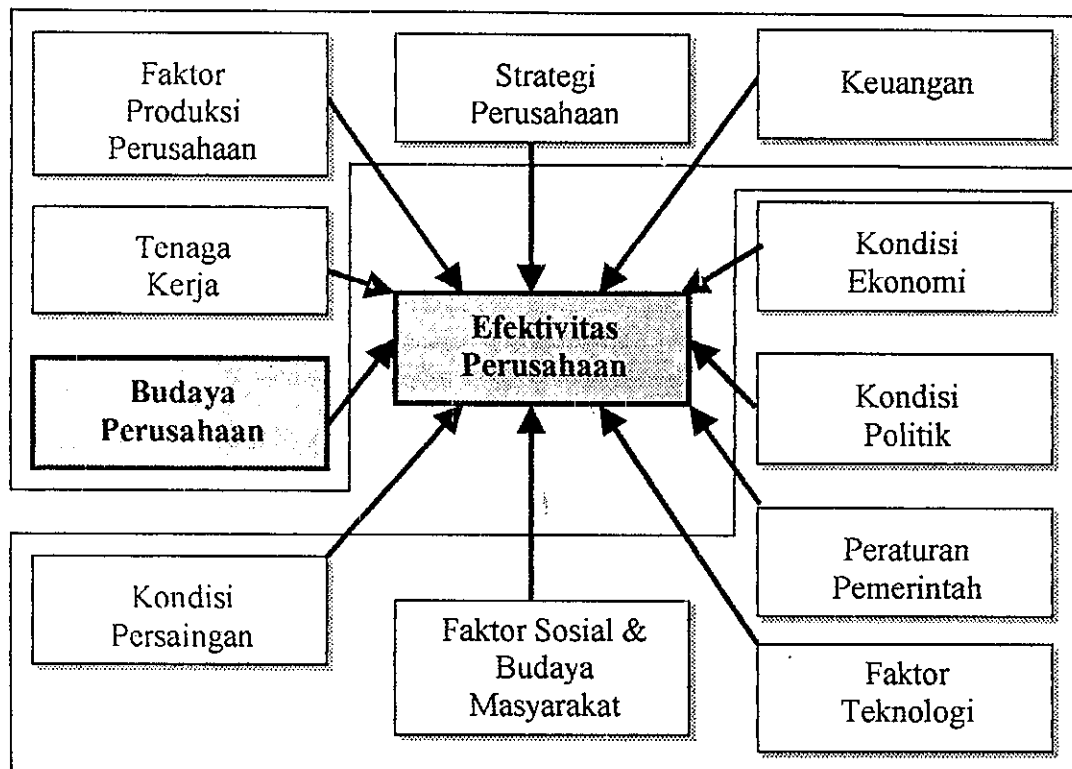 Faktor
Produksi
Perusahaan
Strategi
Perusahaan
Keuangan
Tenaga
Kerja
Kondisi
Ekonomi
Efektivitas
Perusahaan
Budaya
Perusahaan
Kondisi
Politik
Peraturan
Pemerintah
Kondisi
Persaingan
Faktor Sosial &
Budaya
Masyarakat
Faktor
Teknologi